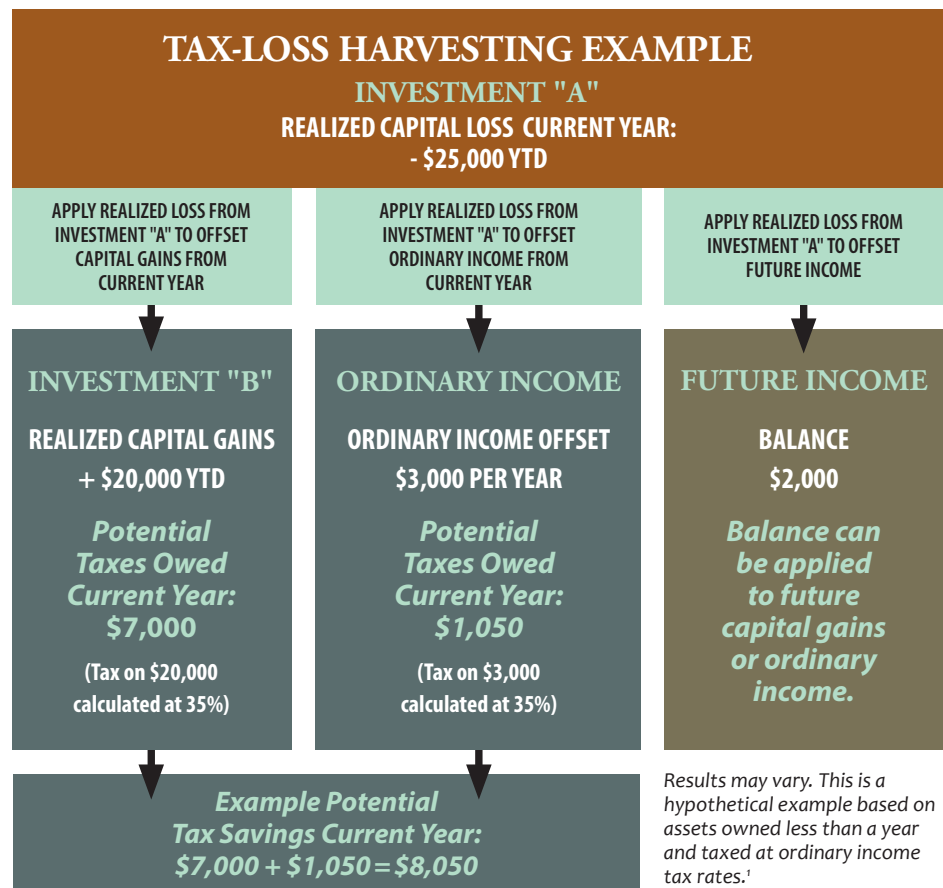 TAX-LOSS HARVESTING EXAMPLE
INVESTMENT "A"
REALIZED CAPITAL LOSS CURRENT YEAR:
- $25,000 YTD
APPLY REALIZED LOSS FROM
INVESTMENT "A" TO OFFSET
CAPITAL GAINS FROM
CURRENT YEAR
APPLY REALIZED LOSS FROM
INVESTMENT "A" TO OFFSET
ORDINARY INCOME FROM
CURRENT YEAR
APPLY REALIZED LOSS FROM
INVESTMENT "A" TO OFFSET
FUTURE INCOME
INVESTMENT "B"
REALIZED CAPITAL GAINS
+ $20,000 YTD
Potential
Taxes Owed
Current Year:
$7,000
(Tax on $20,000
calculated at 35%)
ORDINARY INCOME
ORDINARY INCOME OFFSET
$3,000 PER YEAR
Potential
Taxes Owed
Current Year:
$1,050
(Tax on $3,000
calculated at 35%)
FUTURE INCOME
BALANCE
$2,000
Balance can
be applied
to future
capital gains
or ordinary
income.
Example Potential
Tax Savings Current Year:
$7,000 + $1,050 = $8,050
Results may vary. This is a
hypothetical example based on
assets owned less than a year
and taxed at ordinary income
tax rates.¹